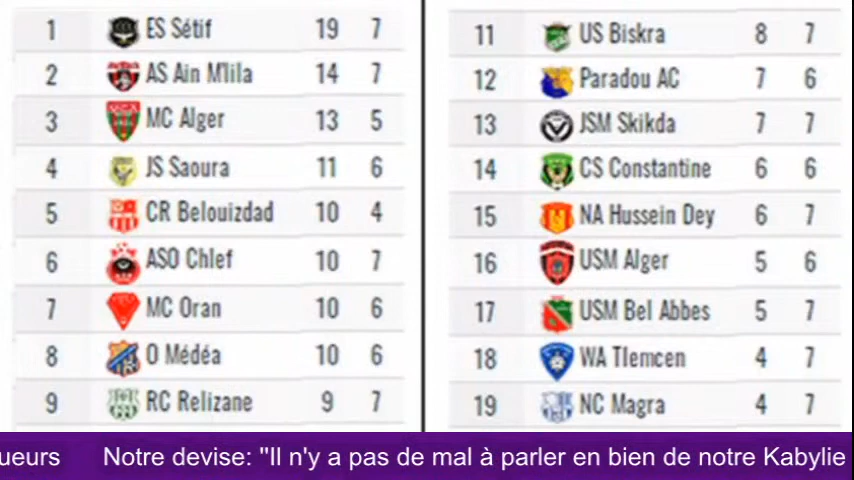 1 ES Sétif 19 7
2 AS Ain M'lila 14 7
3 MC Alger 13 5
4 JS Saoura 11 6
5 CR Belouizdad 10 4
6 ASO Chlef 10 7
7 MC Oran 10 6
8 O Médéa 10 6
9 RC Relizane 9 7
11 US Biskra 8 7
12 Paradou AC 7 6
13 JSM Skikda 7 7
14 CS Constantine 6 6
15 NA Hussein Dey 6 7
16 USM Alger 5 6
17 USM Bel Abbes 5 7
18 WA Tlemcen 4 7
19 NC Magra 4 7
ueurs Notre devise: "Il n'y a pas de mal à parler en bien de notre Kabylie